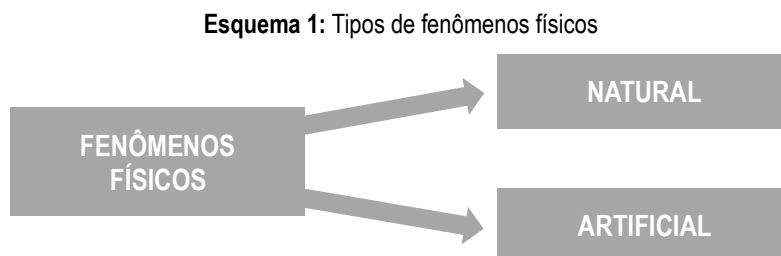 Esquema 1: Tipos de fenômenos físicos
NATURAL
FENÔMENOS
FÍSICOS
ARTIFICIAL